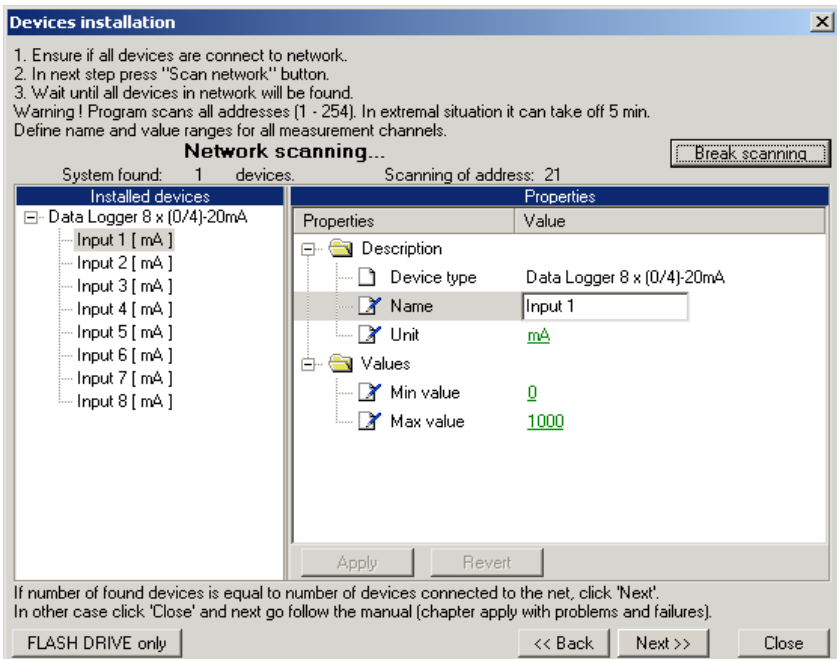 Devices installation
1. Ensure if all devices are connect to network.
2. In next step press "Scan network" button.
3. Wait until all devices in network will be found.
Warning ! Program scans all addresses (1 - 254). In extremal situation it can take off 5 min.
Define name and value ranges for all measurement channels.
Network scanning...
Break scanning
System found: 1 devices. Scanning of address: 21
Installed devices
Data Logger 8 x (0/4)-20mA
Input 1 [ mA ]
Input 2 [ mA ]
Input 3 [ mA ]
Input 4 [ mA ]
Input 5 [ mA ]
Input 6 [ mA ]
Input 7 [ mA ]
Input 8 [ mA ]
Properties
Properties Value
Description
Device type Data Logger 8 x (0/4)-20mA
Name Input 1
Unit mA
Values
Min value 0
Max value 1000
Apply Revert
If number of found devices is equal to number of devices connected to the net, click 'Next'.
In other case click 'Close' and next go follow the manual (chapter apply with problems and failures).
FLASH DRIVE only << Back Next >> Close